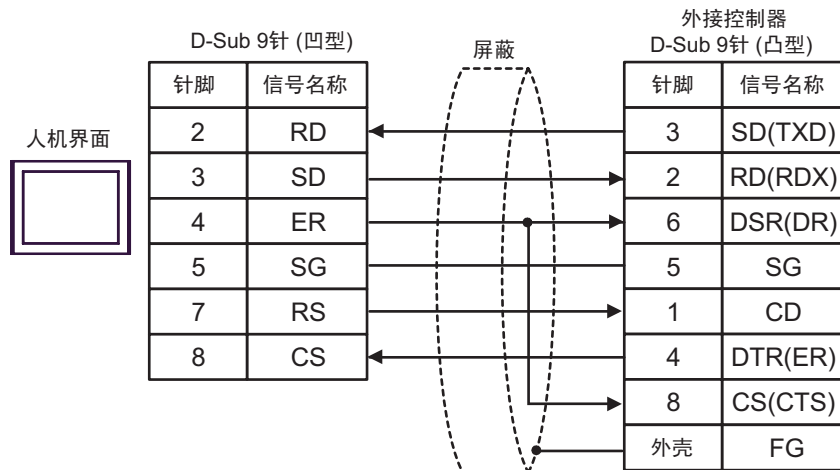 外接控制器
D-Sub 9针 (凹型)
屏蔽
D-Sub 9针 (凸型)
人机界面
针脚 信号名称
2 RD
3 SD
4 ER
5 SG
7 RS
8 CS
针脚 信号名称
3 SD(TXD)
2 RD(RDX)
6 DSR(DR)
5 SG
1 CD
4 DTR(ER)
8 CS(CTS)
外壳 FG